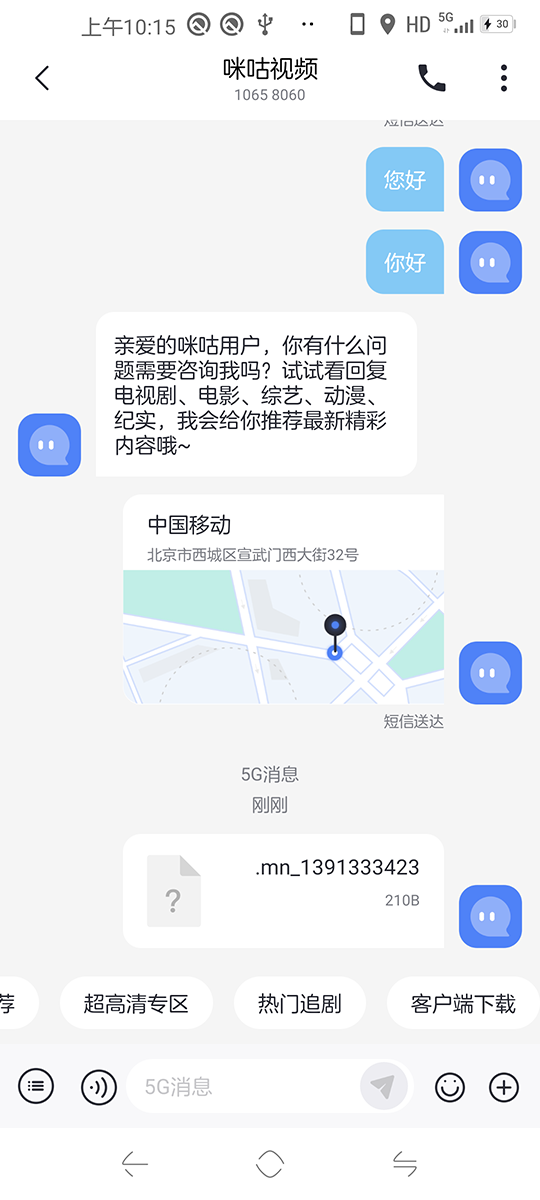 上午10:15
HD 5G 30
咪咕视频
1065 8060
短信送达
您好
你好
亲爱的咪咕用户，你有什么问
题需要咨询我吗？试试看回复
电视剧、电影、综艺、动漫、
纪实，我会给你推荐最新精彩
内容哦~
中国移动
北京市西城区宣武门西大街32号
短信送达
5G消息
刚刚
.mn_1391333423
?
210B
荐
超高清专区
热门追剧
客户端下载
5G消息